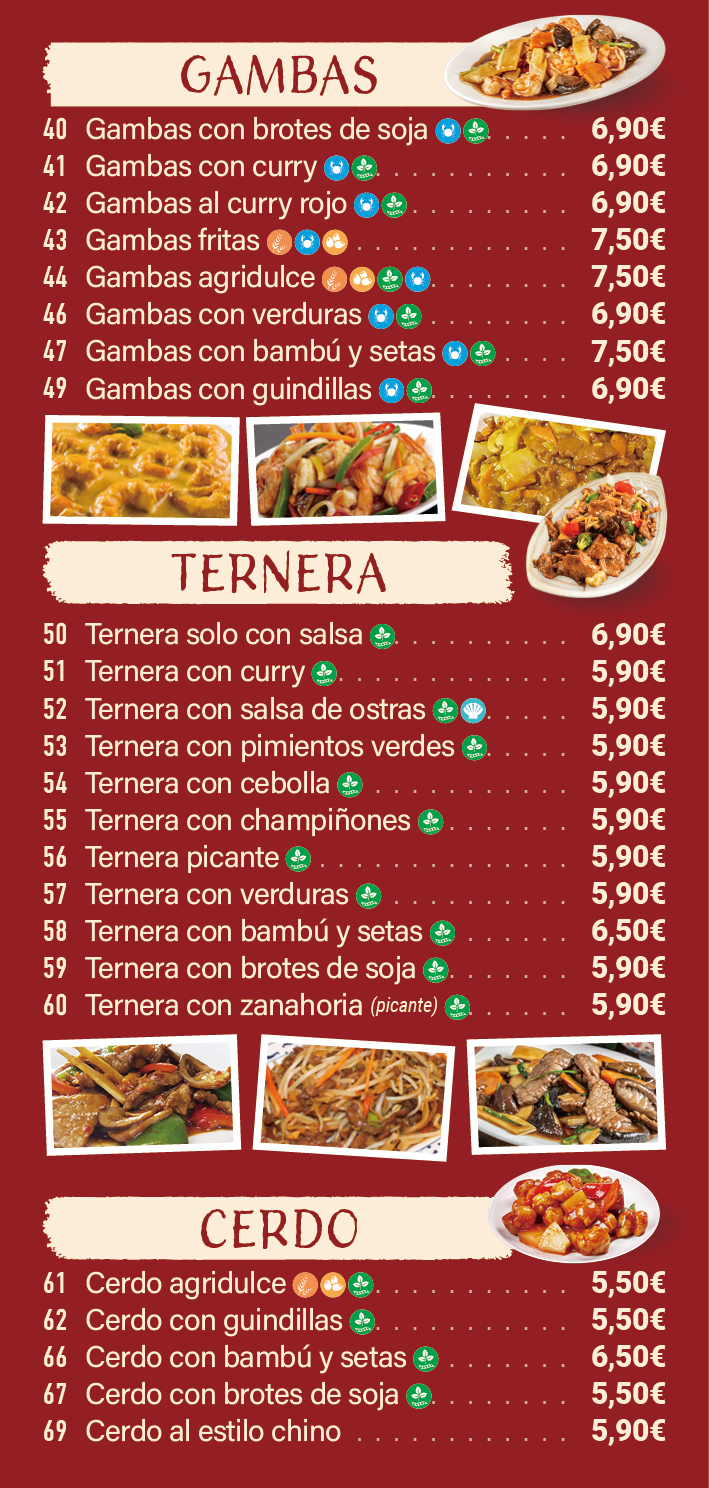 GAMBAS
40 Gambas con brotes de soja . . . . . 6,90€
41 Gambas con curry . . . . . . . . . . . 6,90€
42 Gambas al curry rojo . . . . . . . . . 6,90€
43 Gambas fritas . . . . . . . . . . . . 7,50€
44 Gambas agridulce . . . . . . . . 7,50€
46 Gambas con verduras . . . . . . . . 6,90€
47 Gambas con bambú y setas . . . . 7,50€
49 Gambas con guindillas . . . . . . . . 6,90€
TERNERA
50 Ternera solo con salsa . . . . . . . . . . 6,90€
51 Ternera con curry . . . . . . . . . . . . . 5,90€
52 Ternera con salsa de ostras . . . . . 5,90€
53 Ternera con pimientos verdes . . . . . 5,90€
54 Ternera con cebolla . . . . . . . . . . . 5,90€
55 Ternera con champiñones . . . . . . . 5,90€
56 Ternera picante . . . . . . . . . . . . . . 5,90€
57 Ternera con verduras . . . . . . . . . . 5,90€
58 Ternera con bambú y setas . . . . . . 6,50€
59 Ternera con brotes de soja . . . . . . . 5,90€
60 Ternera con zanahoria (picante) . . . . . . 5,90€
CERDO
61 Cerdo agridulce . . . . . . . . . . . 5,50€
62 Cerdo con guindillas . . . . . . . . . . . 5,50€
66 Cerdo con bambú y setas . . . . . . . 6,50€
67 Cerdo con brotes de soja . . . . . . . . 5,50€
69 Cerdo al estilo chino . . . . . . . . . . . . 5,90€